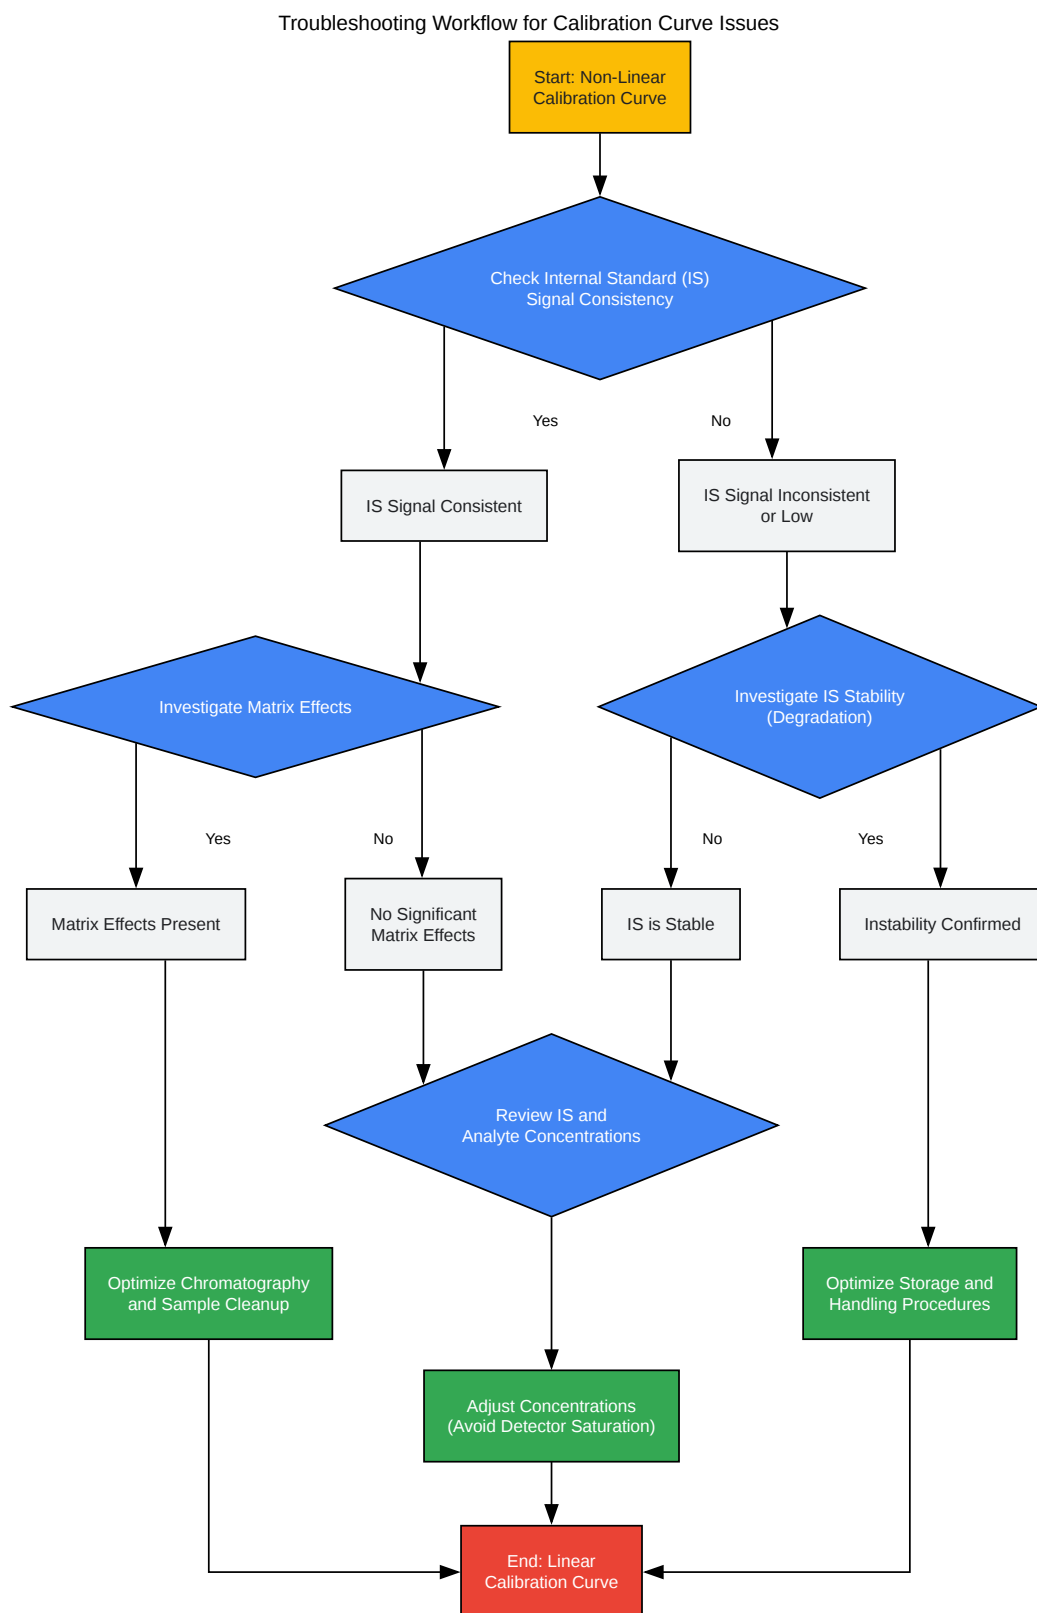 Troubleshooting Workflow for Calibration Curve Issues
Start: Non-Linear
Calibration Curve
Check Internal Standard (IS)
Signal Consistency
Yes
No
IS Signal Consistent
IS Signal Inconsistent
or Low
Investigate Matrix Effects
Investigate IS Stability
(Degradation)
Yes
No
No
Yes
Matrix Effects Present
No Significant
Matrix Effects
IS is Stable
Instability Confirmed
Review IS and
Analyte Concentrations
Optimize Chromatography
and Sample Cleanup
Optimize Storage and
Handling Procedures
Adjust Concentrations
(Avoid Detector Saturation)
End: Linear
Calibration Curve